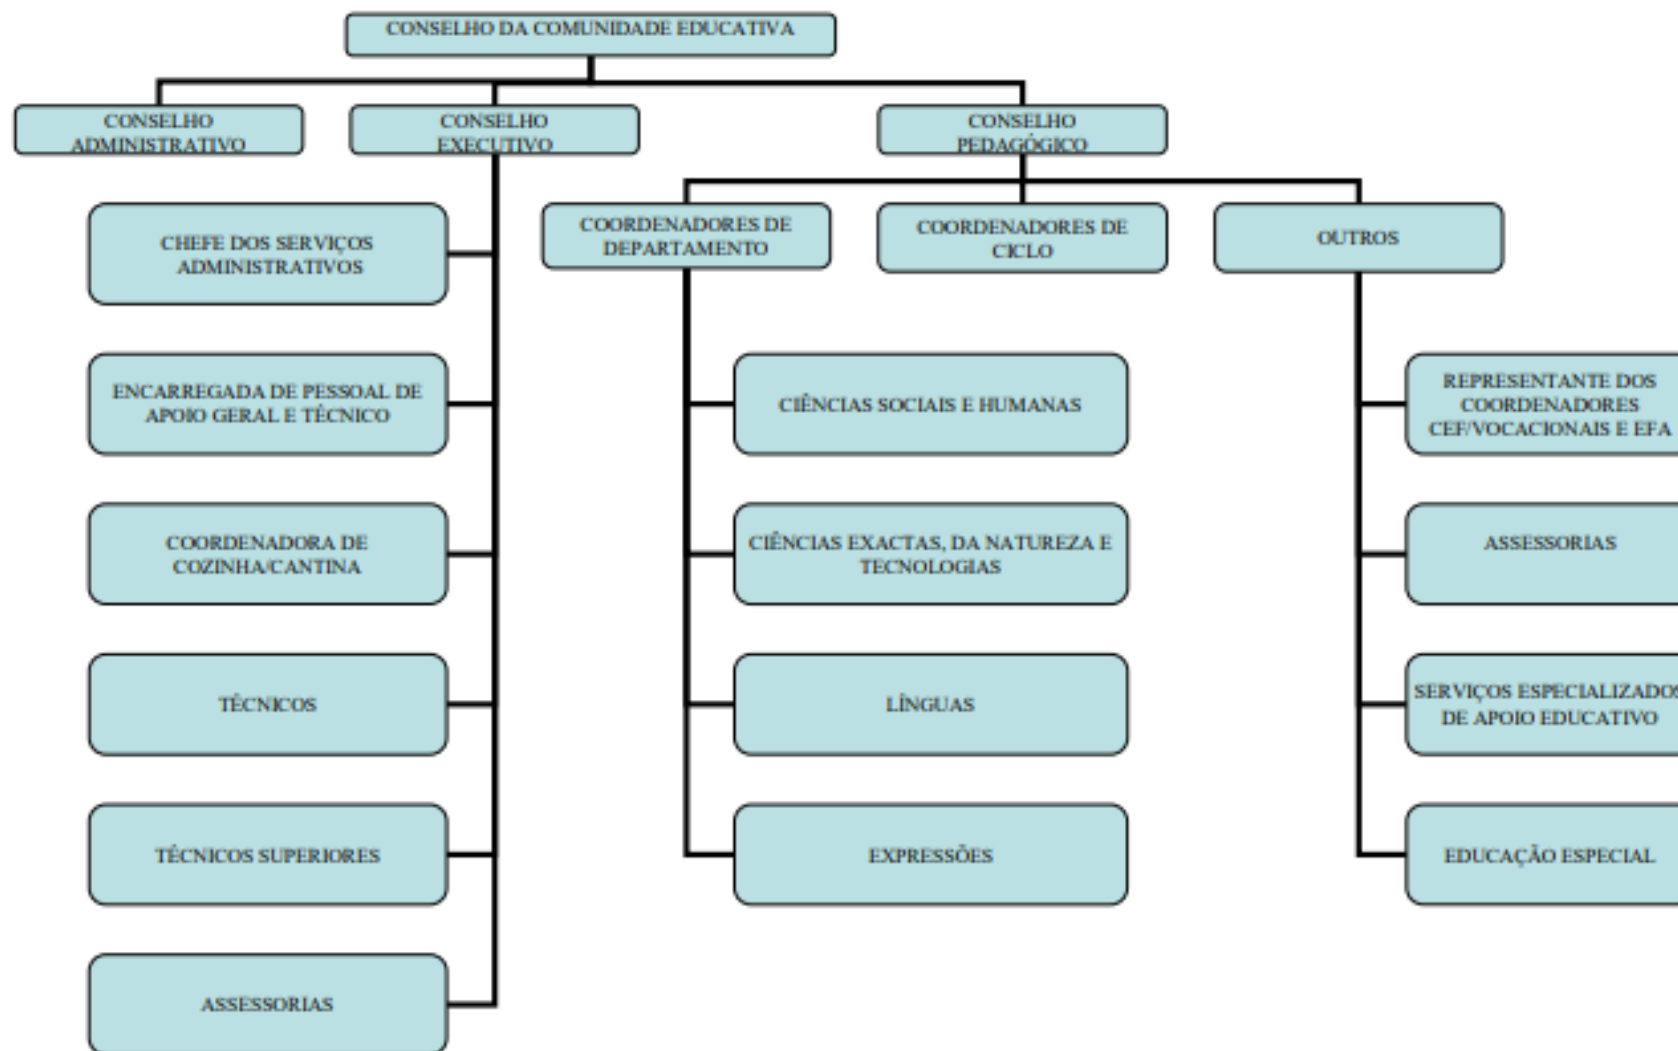 CONSELHO DA COMUNIDADE EDUCATIVA
CONSELHO
ADMINISTRATIVO
CONSELHO
EXECUTIVO
CONSELHO
PEDAGÓGICO
CHEFE DOS SERVIÇOS
ADMINISTRATIVOS
ENCARREGADA DE PESSOAL DE
APOIO GERAL E TÉCNICO
COORDENADORA DE
COZINHA/CANTINA
TÉCNICOS
TÉCNICOS SUPERIORES
ASSESSORIAS
COORDENADORES DE
DEPARTAMENTO
COORDENADORES DE
CICLO
OUTROS
CIÊNCIAS SOCIAIS E HUMANAS
CIÊNCIAS EXACTAS, DA NATUREZA E
TECNOLOGIAS
LÍNGUAS
EXPRESSÕES
REPRESENTANTE DOS
COORDENADORES
CEF/VOCACIONAIS E EFA
ASSESSORIAS
SERVIÇOS ESPECIALIZADOS
DE APOIO EDUCATIVO
EDUCAÇÃO ESPECIAL